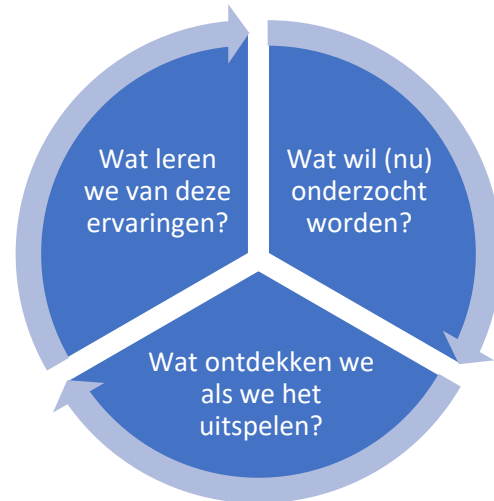 Wat leren
we van deze
ervaringen?
Wat wil (nu)
onderzocht
worden?
Wat ontdekken we
als we het
uitspelen?